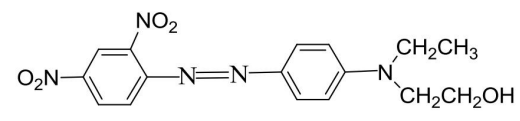 NO₂
CH₂CH₃
O₂N N=N N
CH₂CH₂OH